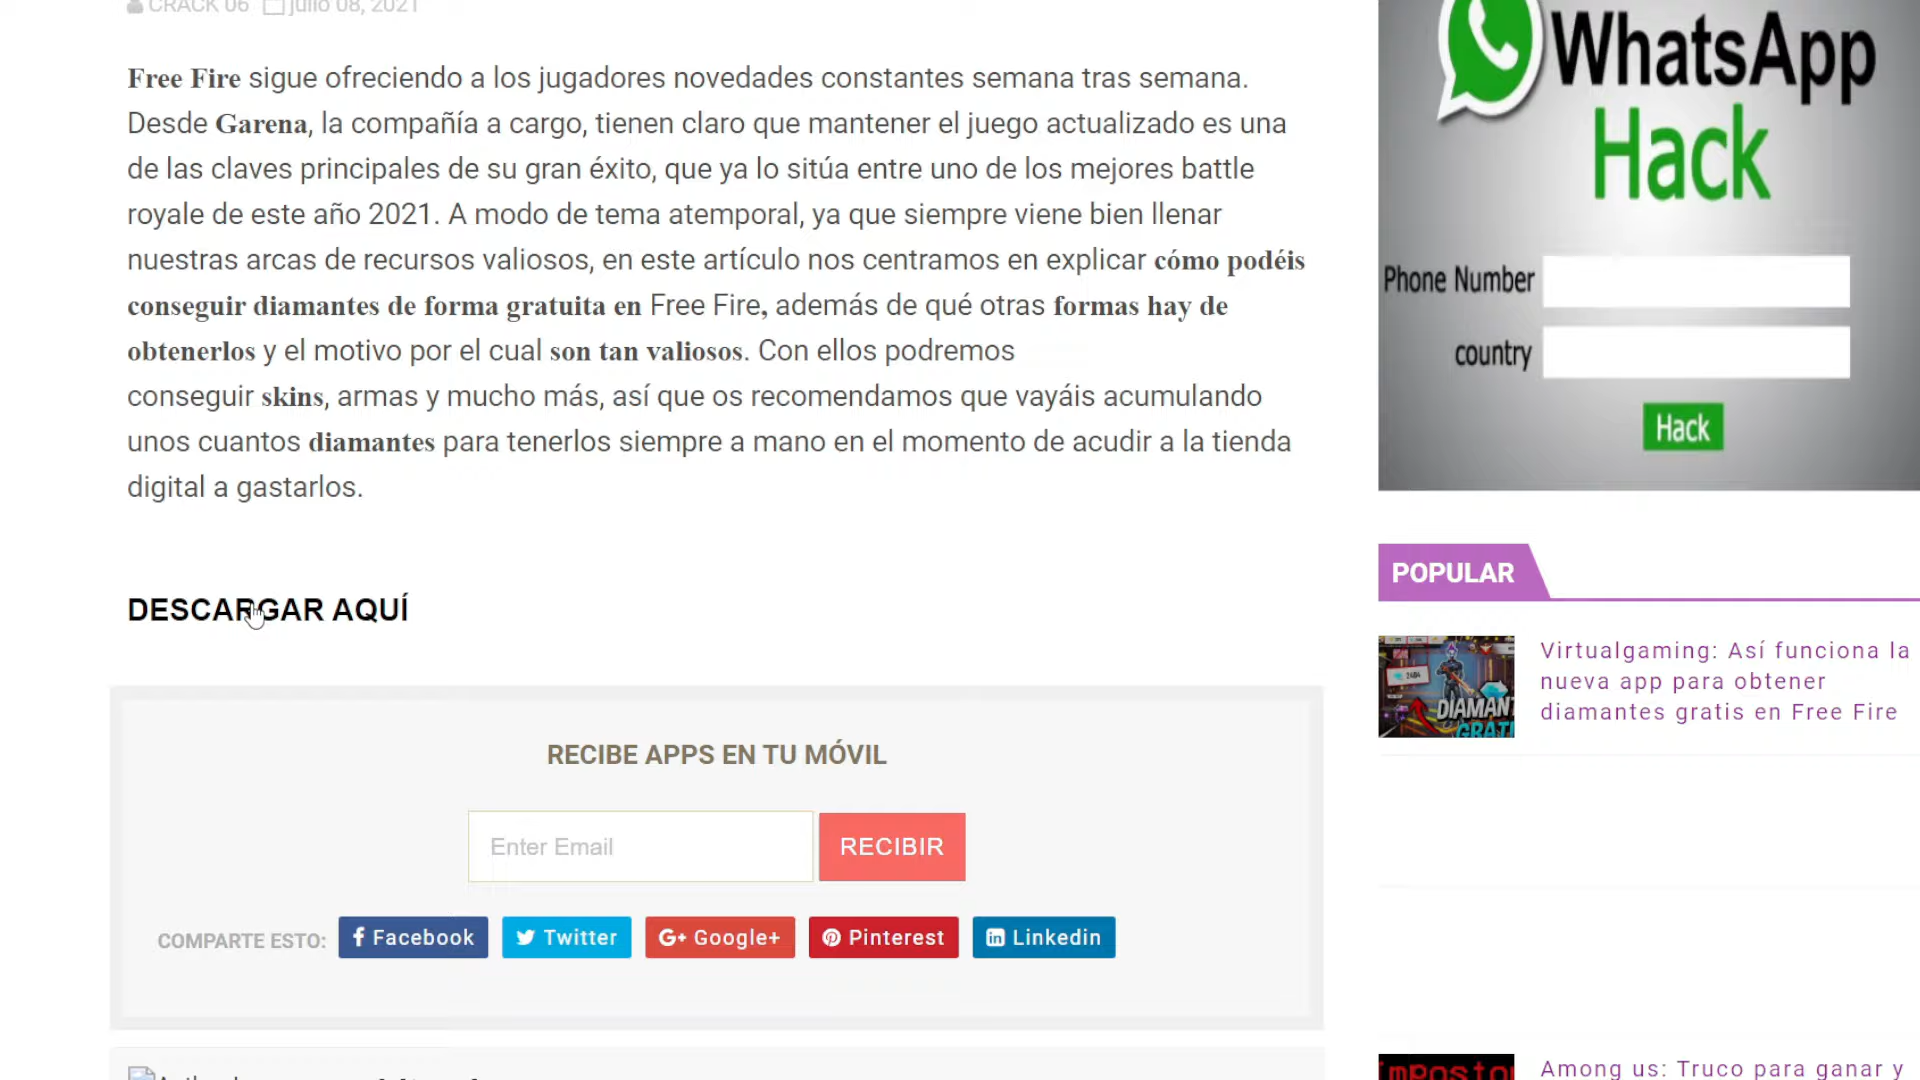 CRACK 06 julio 08, 2021
Free Fire sigue ofreciendo a los jugadores novedades constantes semana tras semana.
Desde Garena, la compañía a cargo, tienen claro que mantener el juego actualizado es una
de las claves principales de su gran éxito, que ya lo sitúa entre uno de los mejores battle
royale de este año 2021. A modo de tema atemporal, ya que siempre viene bien llenar
nuestras arcas de recursos valiosos, en este artículo nos centramos en explicar cómo podéis
conseguir diamantes de forma gratuita en Free Fire, además de qué otras formas hay de
obtenerlos y el motivo por el cual son tan valiosos. Con ellos podremos
conseguir skins, armas y mucho más, así que os recomendamos que vayáis acumulando
unos cuantos diamantes para tenerlos siempre a mano en el momento de acudir a la tienda
digital a gastarlos.
DESCARGAR AQUÍ
RECIBE APPS EN TU MÓVIL
Enter Email
RECIBIR
COMPARTE ESTO:
Facebook
Twitter
G+ Google+
Pinterest
Linkedin
WhatsApp
Hack
Phone Number
country
Hack
POPULAR
DIAMANT
GRATI
Virtualgaming: Así funciona la
nueva app para obtener
diamantes gratis en Free Fire
impostor
Among us: Truco para ganar y